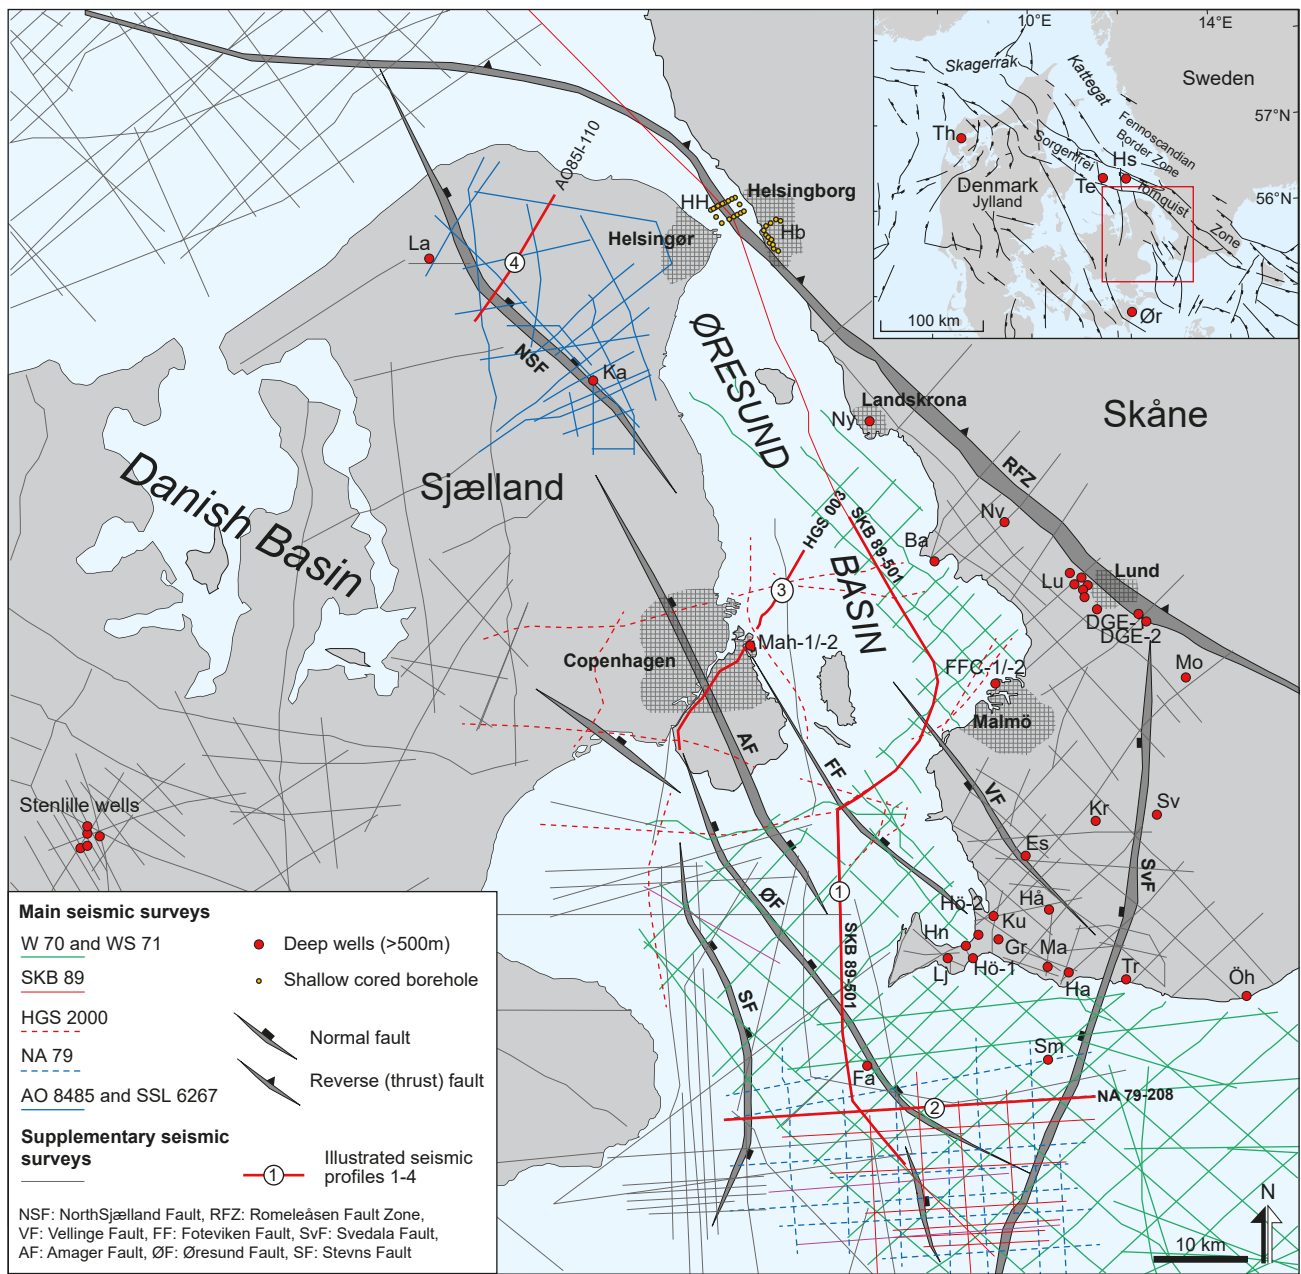 10°E
14°E
Skagerrak
Kattegat
Sweden
57°N
Th
Fennoscandian
Border Zone
Sorgenfrei
Hs
Te
Tornquist
Zone
56°N
Denmark
Jylland
100 km
Ør
AO85I-110
HH
Helsingborg
Helsingør
Hb
La
4
NSF
Ka
ØRESUND
BASIN
Landskrona
Ny
Skåne
RFZ
Danish Basin
Sjælland
HGS 003
SKB 89-501
Nv
Ba
3
Lu
Lund
DGE-1
DGE-2
Copenhagen
Mah-1/-2
FFC-1/-2
Mo
Malmö
AF
FF
VF
Stenlille wells
Kr
Sv
Es
SvF
1
ØF
Hö-2
Hå
Ku
Hn
Gr
Ma
Lj
Hö-1
Ha
Tr
Öh
SKB 89-501
SF
Sm
Fa
2
NA 79-208
Main seismic surveys
W 70 and WS 71
SKB 89
HGS 2000
NA 79
AO 8485 and SSL 6267
Supplementary seismic
surveys
Deep wells (>500m)
Shallow cored borehole
Normal fault
Reverse (thrust) fault
1
Illustrated seismic
profiles 1-4
NSF: NorthSjælland Fault, RFZ: Romeleåsen Fault Zone,
VF: Vellinge Fault, FF: Foteviken Fault, SvF: Svedala Fault,
AF: Amager Fault, ØF: Øresund Fault, SF: Stevns Fault
N
10 km